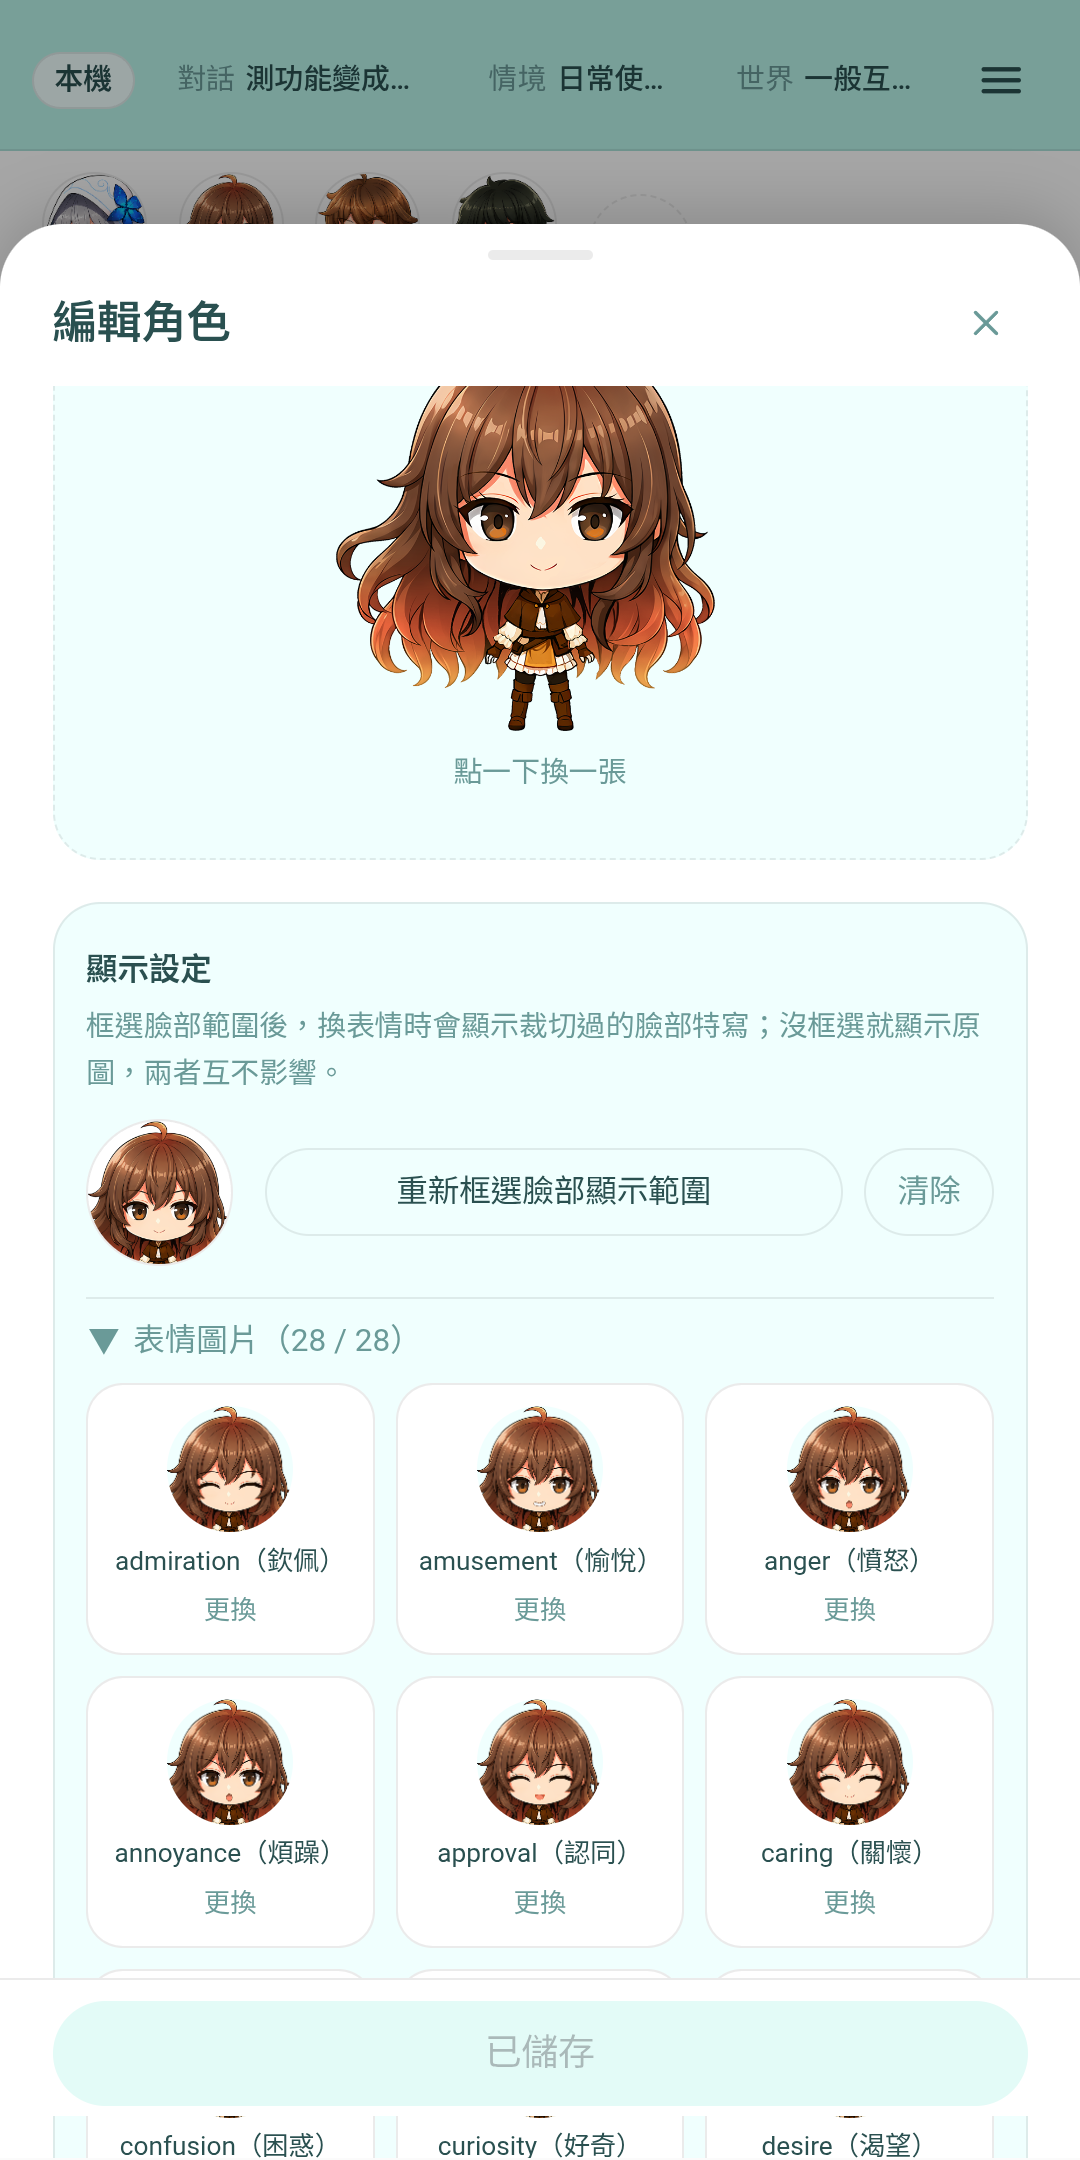 本機 對話 測功能變成... 情境 日常使... 世界 一般互...
編輯角色
點一下換一張
顯示設定
框選臉部範圍後，換表情時會顯示裁切過的臉部特寫；沒框選就顯示原
圖，兩者互不影響。
重新框選臉部顯示範圍 清除
▼ 表情圖片（28 / 28）
admiration（欽佩） amusement（愉悅） anger（憤怒）
更換 更換 更換
annoyance（煩躁） approval（認同） caring（關懷）
更換 更換 更換
已儲存
confusion（困惑） curiosity（好奇） desire（渴望）